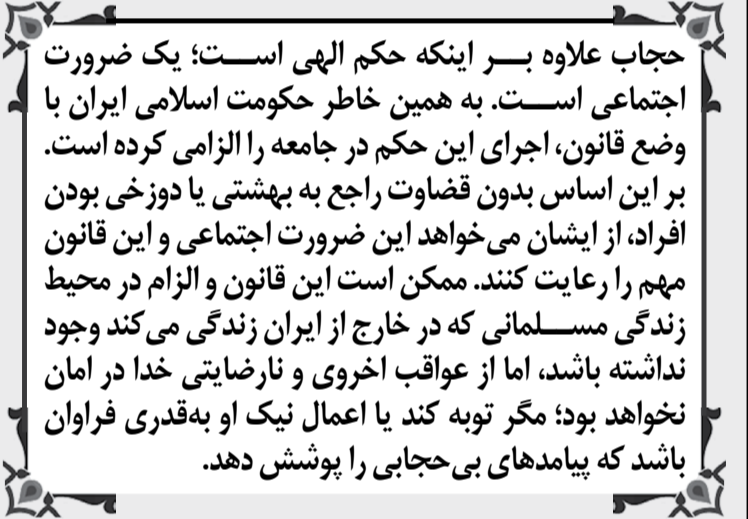 حجاب علاوه بـــر اینکه حکم الهی اســـت؛ یک ضرورت
اجتماعی اســـت. به همین خاطر حکومت اسلامی ایران با
وضع قانون، اجرای این حکم در جامعه را الزامی کرده است.
بر این اساس بدون قضاوت راجع به بهشتی یا دوزخی بودن
افراد، از ایشان می‌خواهد این ضرورت اجتماعی و این قانون
مهم را رعایت کنند. ممکن است این قانون و الزام در محیط
زندگی مســـلمانی که در خارج از ایران زندگی می‌کند وجود
نداشته باشد، اما از عواقب اخروی و نارضایتی خدا در امان
نخواهد بود؛ مگر توبه کند یا اعمال نیک او به‌قدری فراوان
باشد که پیامدهای بی‌حجابی را پوشش دهد.